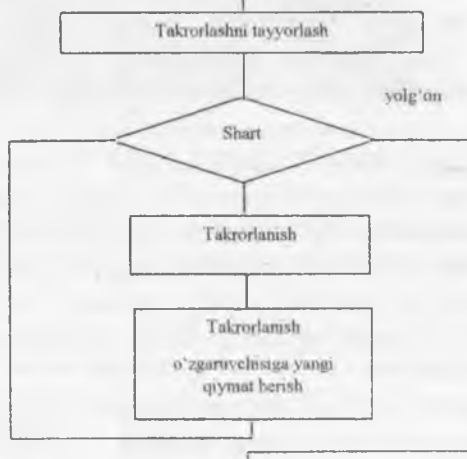 Takrorlashni tayyorlash
yolg‘on
Shart
Takrorlanish
Takrorlanish
o‘zgaruvchisiga yangi
qiymat berish